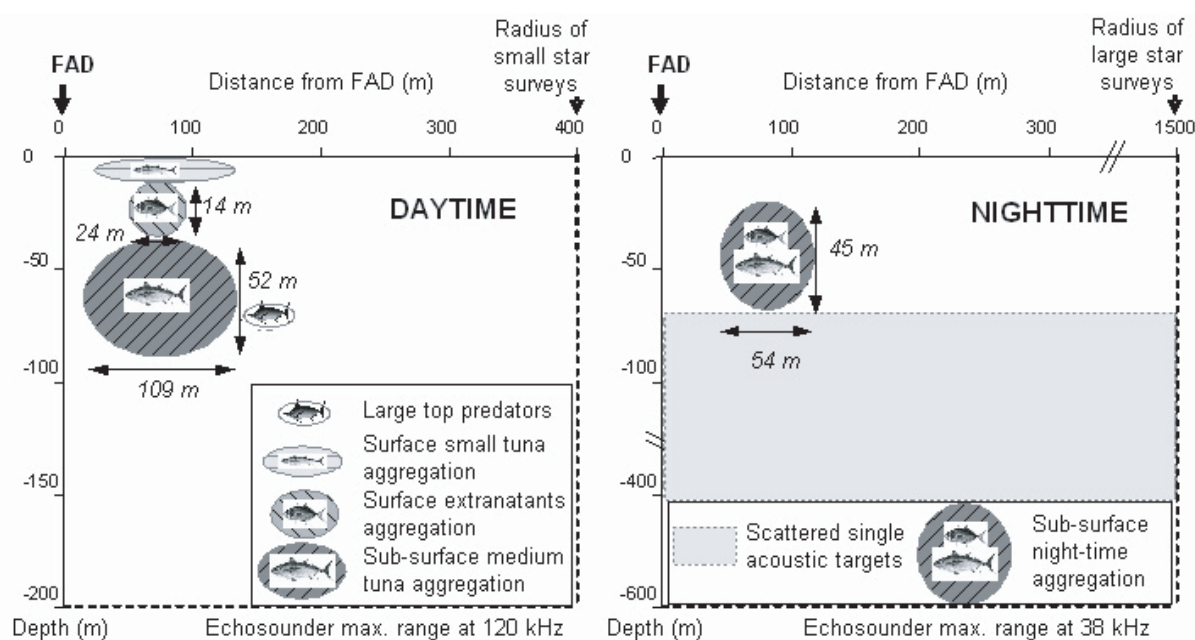 Radius of
small star
surveys
FAD
Distance from FAD (m)
0 100 200 300 400
0
-50
-100
-150
-200
DAYTIME
14 m
24 m
52 m
109 m
Large top predators
Surface small tuna
aggregation
Surface extranatants
aggregation
Sub-surface medium
tuna aggregation
Depth (m)
Echosounder max. range at 120 kHz
Radius of
large star
surveys
FAD
Distance from FAD (m)
0 100 200 300 1500
0
-50
-100
-400
-600
NIGHTTIME
45 m
54 m
Scattered single
acoustic targets
Sub-surface
night-time
aggregation
Depth (m)
Echosounder max. range at 38 kHz